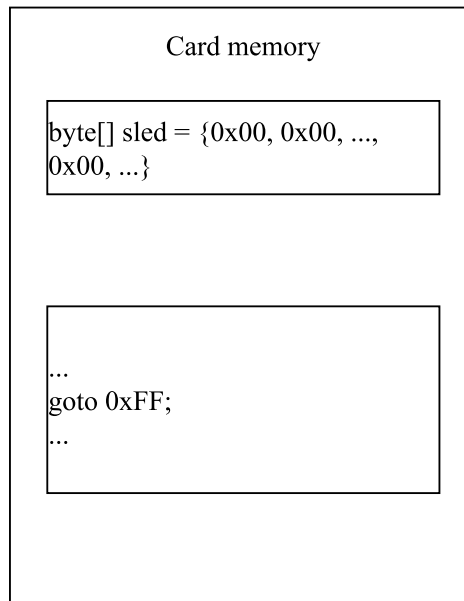 Card memory
byte[] sled = {0x00, 0x00, ...,
0x00, ...}
...
goto 0xFF;
...